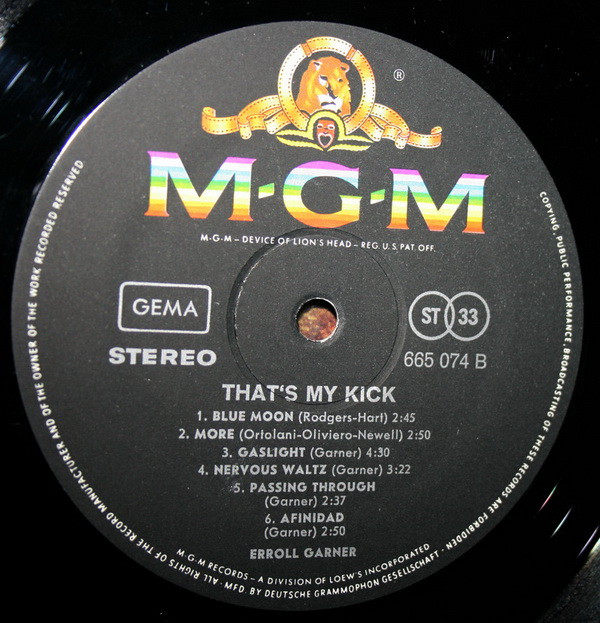 ®
M·G·M
M·G·M – DEVICE OF LION'S HEAD – REG. U.S. PAT. OFF.
GEMA
ST 33
STEREO
665 074 B
THAT'S MY KICK
1. BLUE MOON (Rodgers-Hart) 2:45
2. MORE (Ortolani-Oliviero-Newell) 2:50
3. GASLIGHT (Garner) 4:30
4. NERVOUS WALTZ (Garner) 3:22
5. PASSING THROUGH
(Garner) 2:37
6. AFINIDAD
(Garner) 2:50
ERROLL GARNER
M·G·M RECORDS – A DIVISION OF LOEW'S INCORPORATED
ALL RIGHTS OF THE RECORD MANUFACTURER AND OF THE OWNER OF THE WORK RECORDED RESERVED
COPYING, PUBLIC PERFORMANCE, BROADCASTING OF THESE RECORDS ARE FORBIDDEN ·
MFD. BY DEUTSCHE GRAMMOPHON GESELLSCHAFT ·